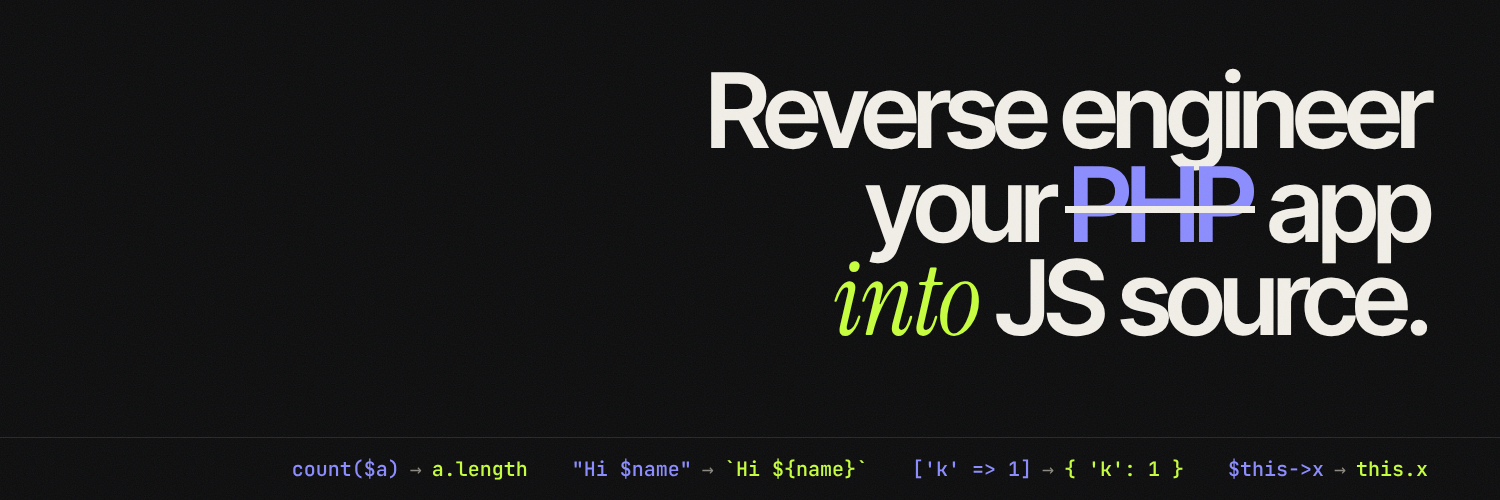 Reverse engineer
your PHP app
into JS source.
count($a) → a.length "Hi $name" → `Hi ${name}` ['k' => 1] → { 'k': 1 } $this->x → this.x